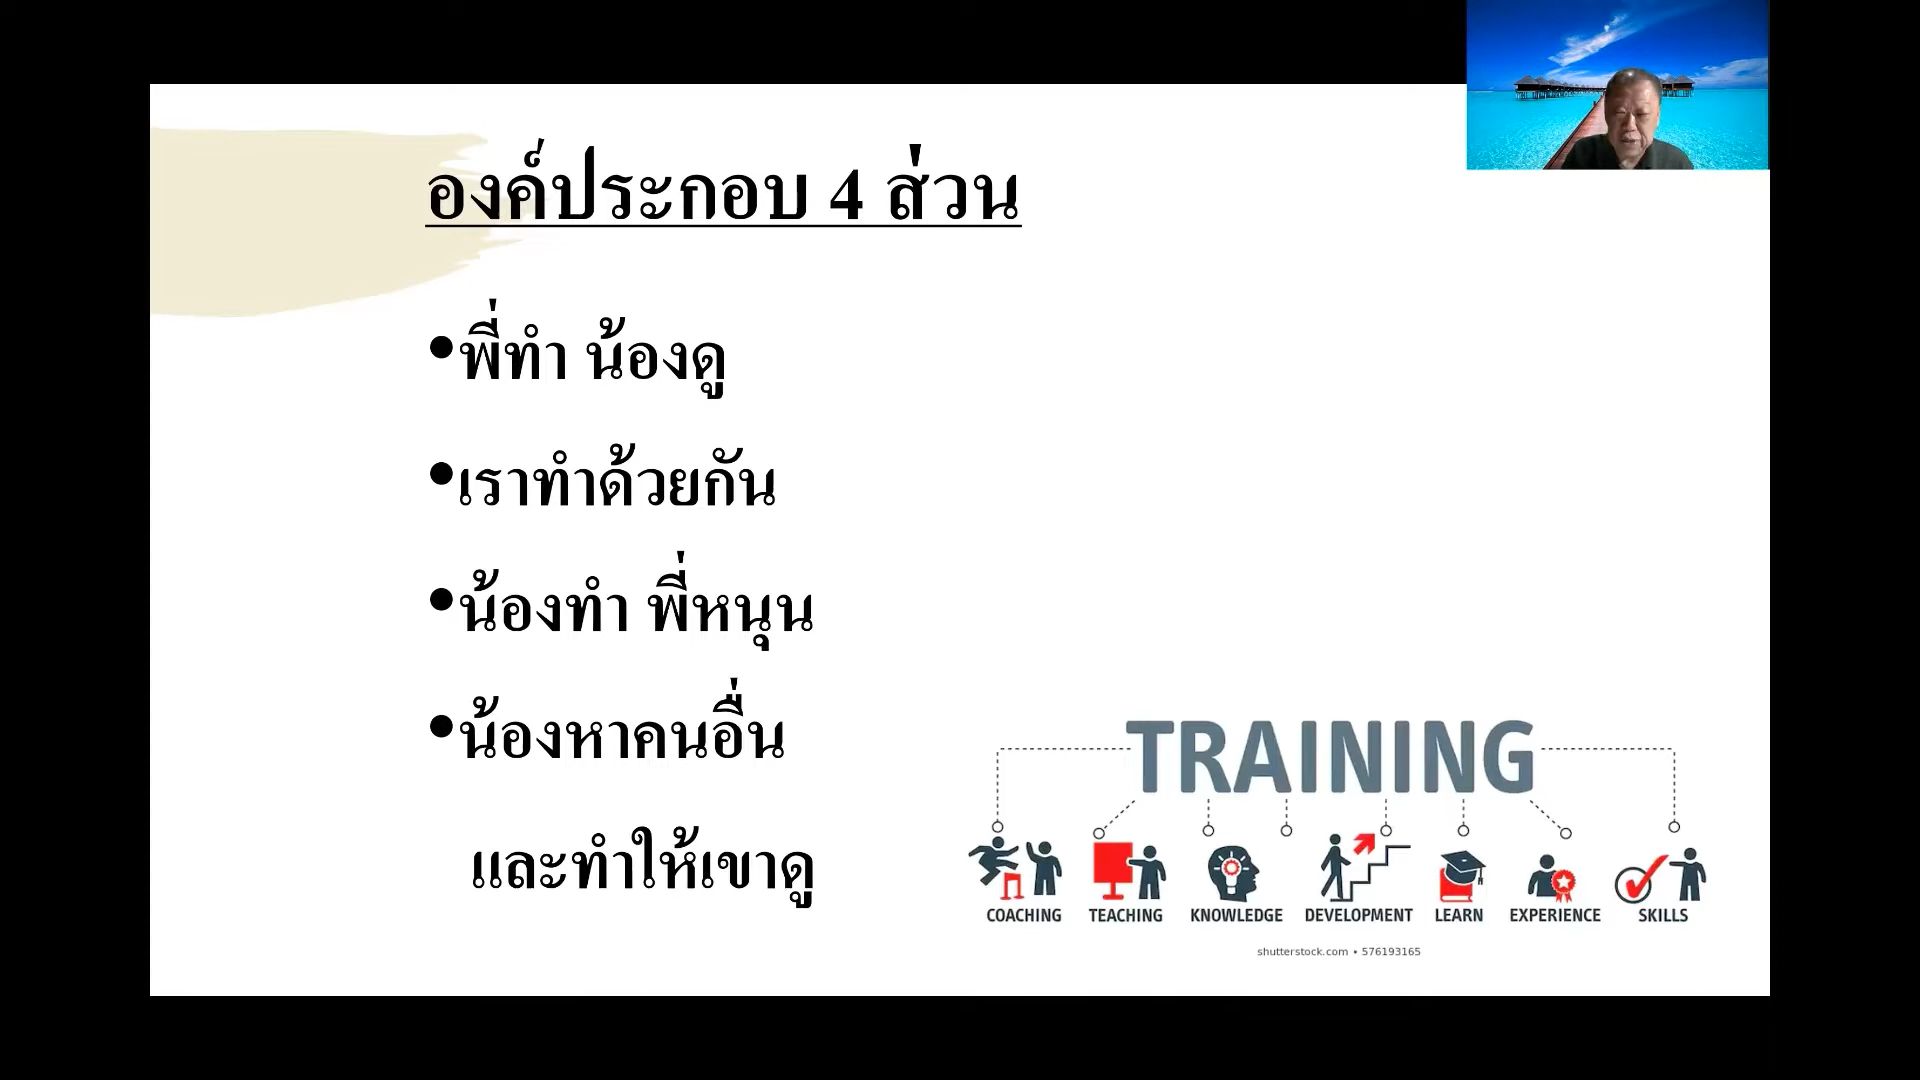 องค์ประกอบ 4 ส่วน
•พี่ทำ น้องดู
•เราทำด้วยกัน
•น้องทำ พี่หนุน
•น้องหาคนอื่น
และทำให้เขาดู
TRAINING
COACHING TEACHING KNOWLEDGE DEVELOPMENT LEARN EXPERIENCE SKILLS
shutterstock.com • 576193165